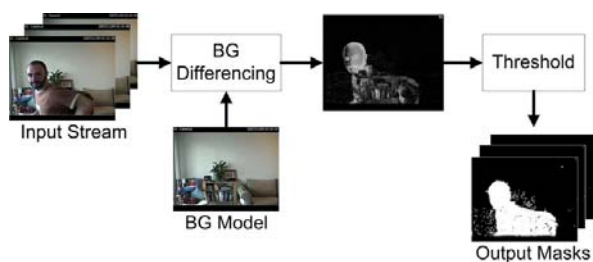 BG
Differencing
Threshold
Input Stream
BG Model
Output Masks